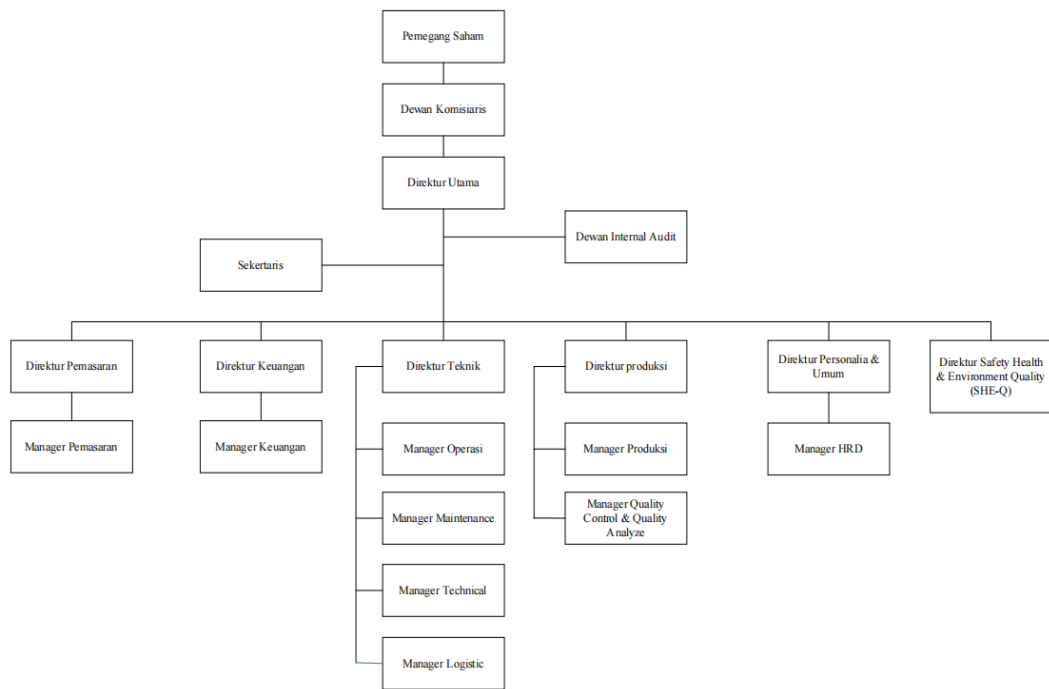 Pemegang Saham
Dewan Komisiaris
Direktur Utama
Dewan Internal Audit
Sekertaris
Direktur Pemasaran
Direktur Keuangan
Direktur Teknik
Direktur produksi
Direktur Personalia &
Umum
Direktur Safety Health
& Environment Quality
(SHE-Q)
Manager Pemasaran
Manager Keuangan
Manager Operasi
Manager Produksi
Manager HRD
Manager Maintenance
Manager Quality
Control & Quality
Analyze
Manager Technical
Manager Logistic